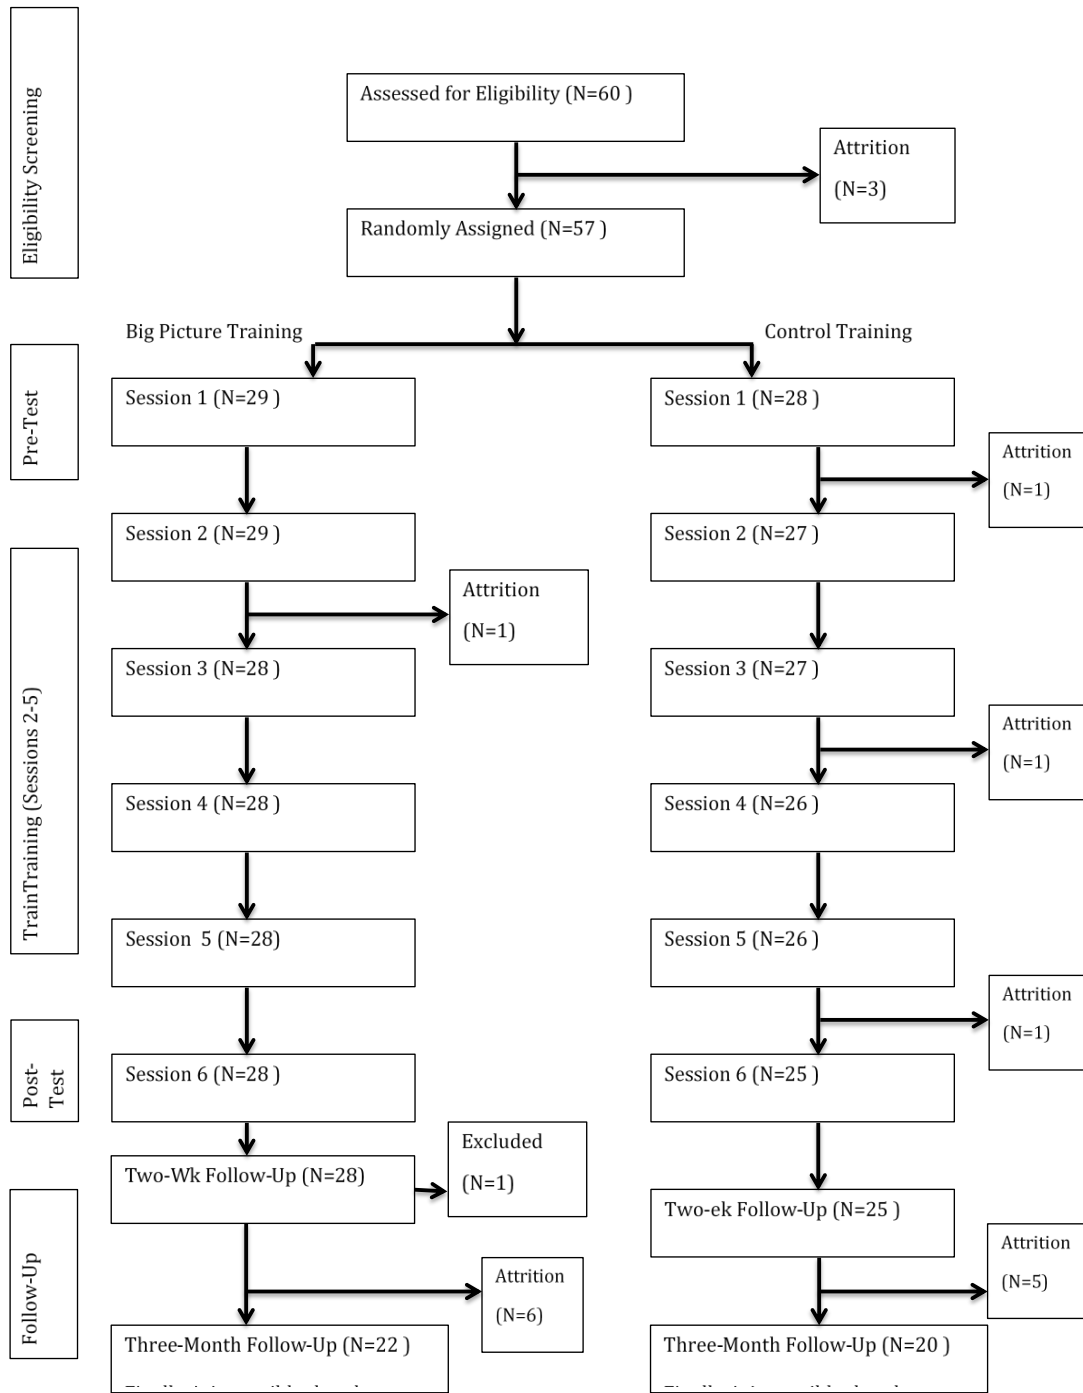 Eligibility Screening
Assessed for Eligibility (N=60 )
Attrition
(N=3)
Randomly Assigned (N=57 )
Big Picture Training
Control Training
Pre-Test
Session 1 (N=29 )
Session 1 (N=28 )
Attrition
(N=1)
Session 2 (N=29 )
Session 2 (N=27 )
TrainTraining (Sessions 2-5)
Attrition
(N=1)
Session 3 (N=28 )
Session 3 (N=27 )
Attrition
(N=1)
Session 4 (N=28 )
Session 4 (N=26 )
Session  5 (N=28)
Session 5 (N=26 )
Attrition
(N=1)
Post-
Test
Session 6 (N=28 )
Session 6 (N=25 )
Excluded
(N=1)
Two-Wk Follow-Up (N=28)
Two-ek Follow-Up (N=25 )
Follow-Up
Attrition
(N=6)
Attrition
(N=5)
Three-Month Follow-Up (N=22 )
Three-Month Follow-Up (N=20 )